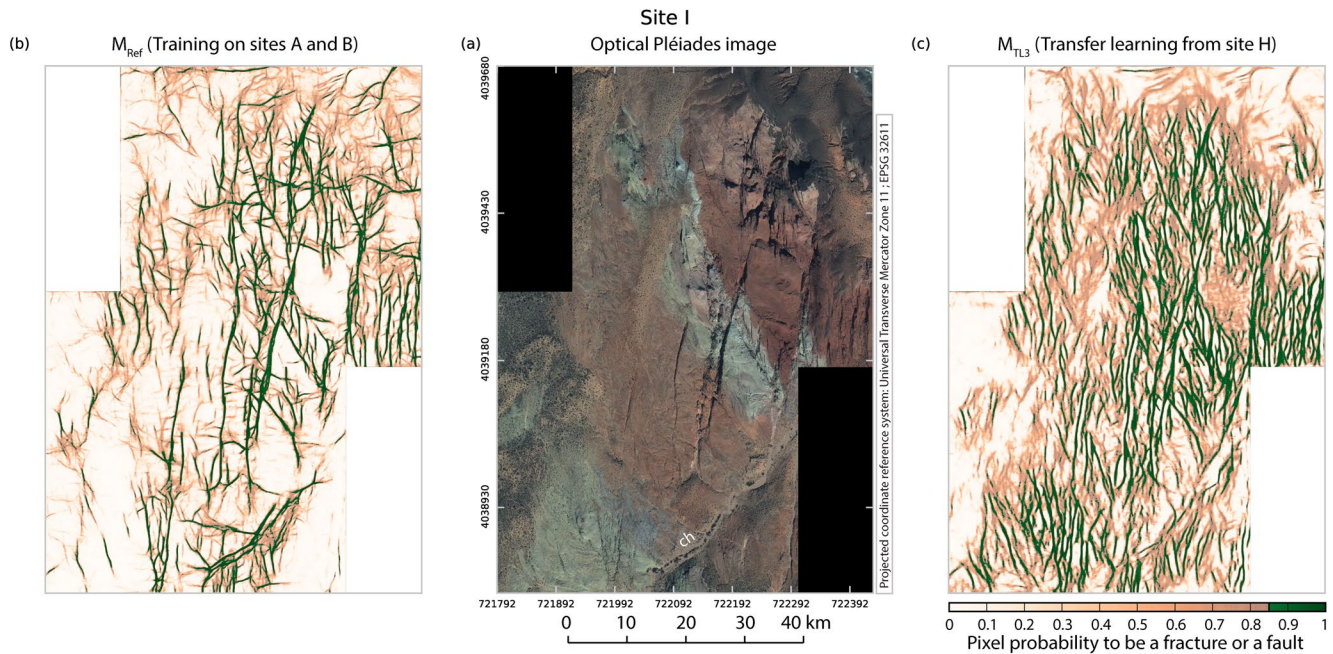 Site I
(b) M_Ref (Training on sites A and B)
(a) Optical Pléiades image
(c) M_TL3 (Transfer learning from site H)
4039680
4039430
4039180
4038930
Projected coordinate reference system: Universal Transverse Mercator Zone 11 ; EPSG 32611
ch
721792 721892 721992 722092 722192 722292 722392
0 10 20 30 40 km
0 0.1 0.2 0.3 0.4 0.5 0.6 0.7 0.8 0.9 1
Pixel probability to be a fracture or a fault